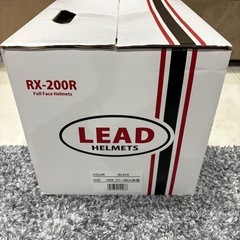 RX-200R
Full Face Helmets
LEAD
HELMETS
COLOR BLACK
SIZE